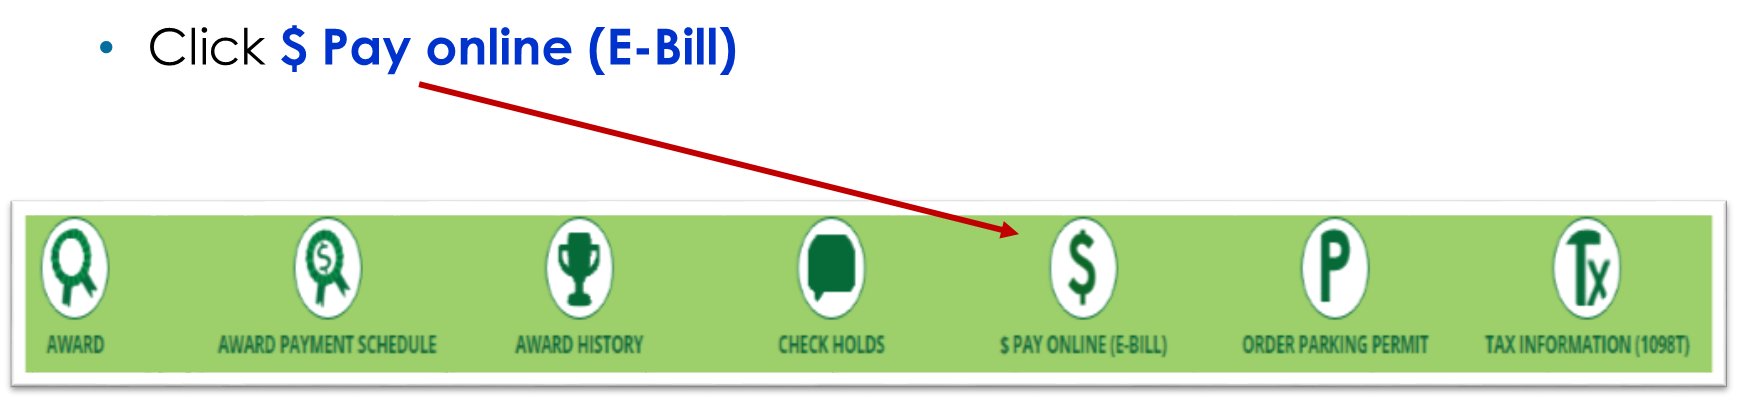 • Click $ Pay online (E-Bill)
$ $ P Tx
AWARD AWARD PAYMENT SCHEDULE AWARD HISTORY CHECK HOLDS $ PAY ONLINE (E-BILL) ORDER PARKING PERMIT TAX INFORMATION (1098T)